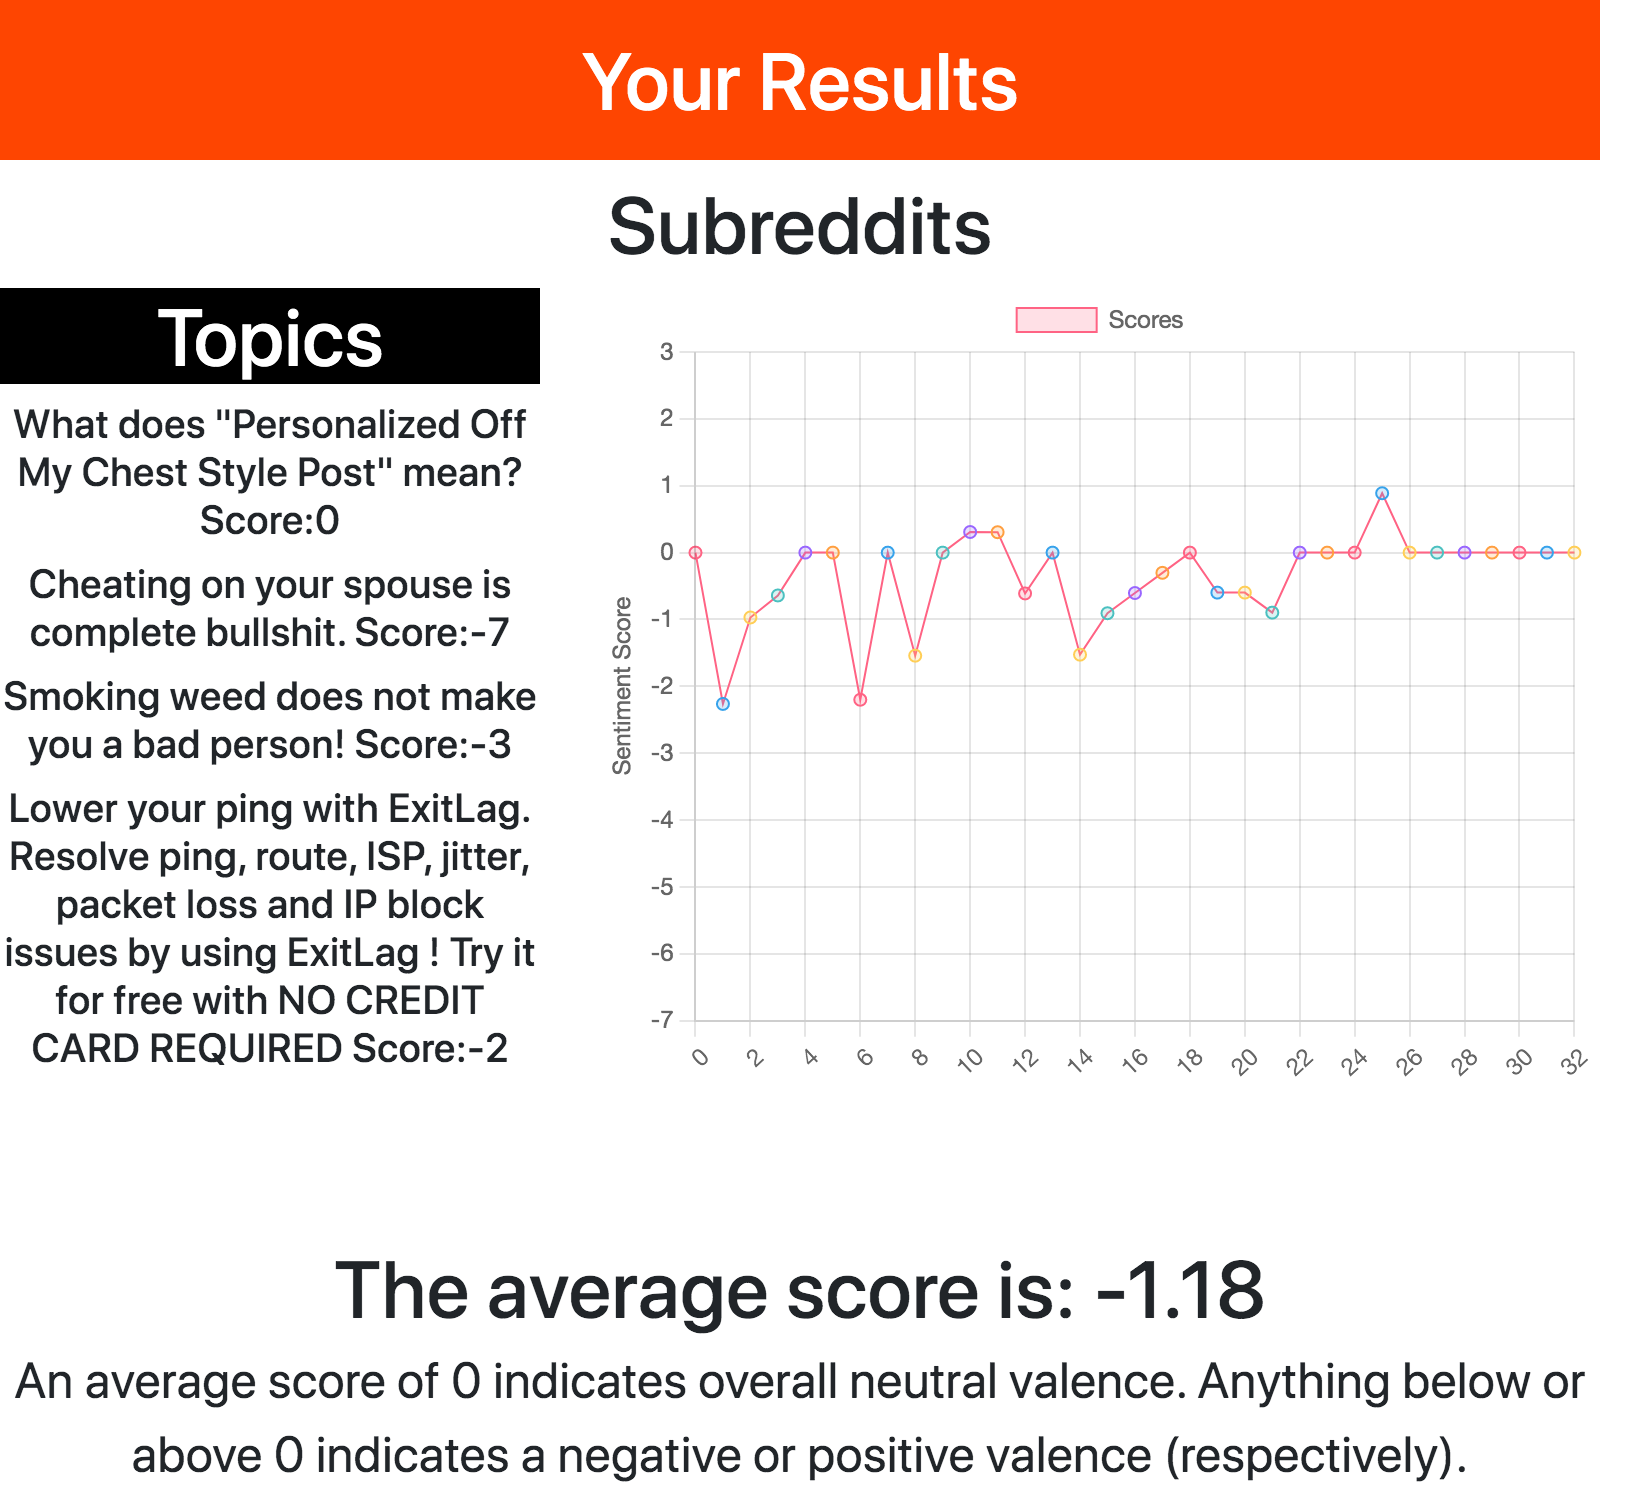 Your Results
Subreddits
Topics
What does "Personalized Off
My Chest Style Post" mean?
Score:0
Cheating on your spouse is
complete bullshit. Score:-7
Smoking weed does not make
you a bad person! Score:-3
Lower your ping with ExitLag.
Resolve ping, route, ISP, jitter,
packet loss and IP block
issues by using ExitLag ! Try it
for free with NO CREDIT
CARD REQUIRED Score:-2
Scores
3
2
1
0
-1
-2
-3
-4
-5
-6
-7
Sentiment Score
0 2 4 6 8 10 12 14 16 18 20 22 24 26 28 30 32
The average score is: -1.18
An average score of 0 indicates overall neutral valence. Anything below or
above 0 indicates a negative or positive valence (respectively).